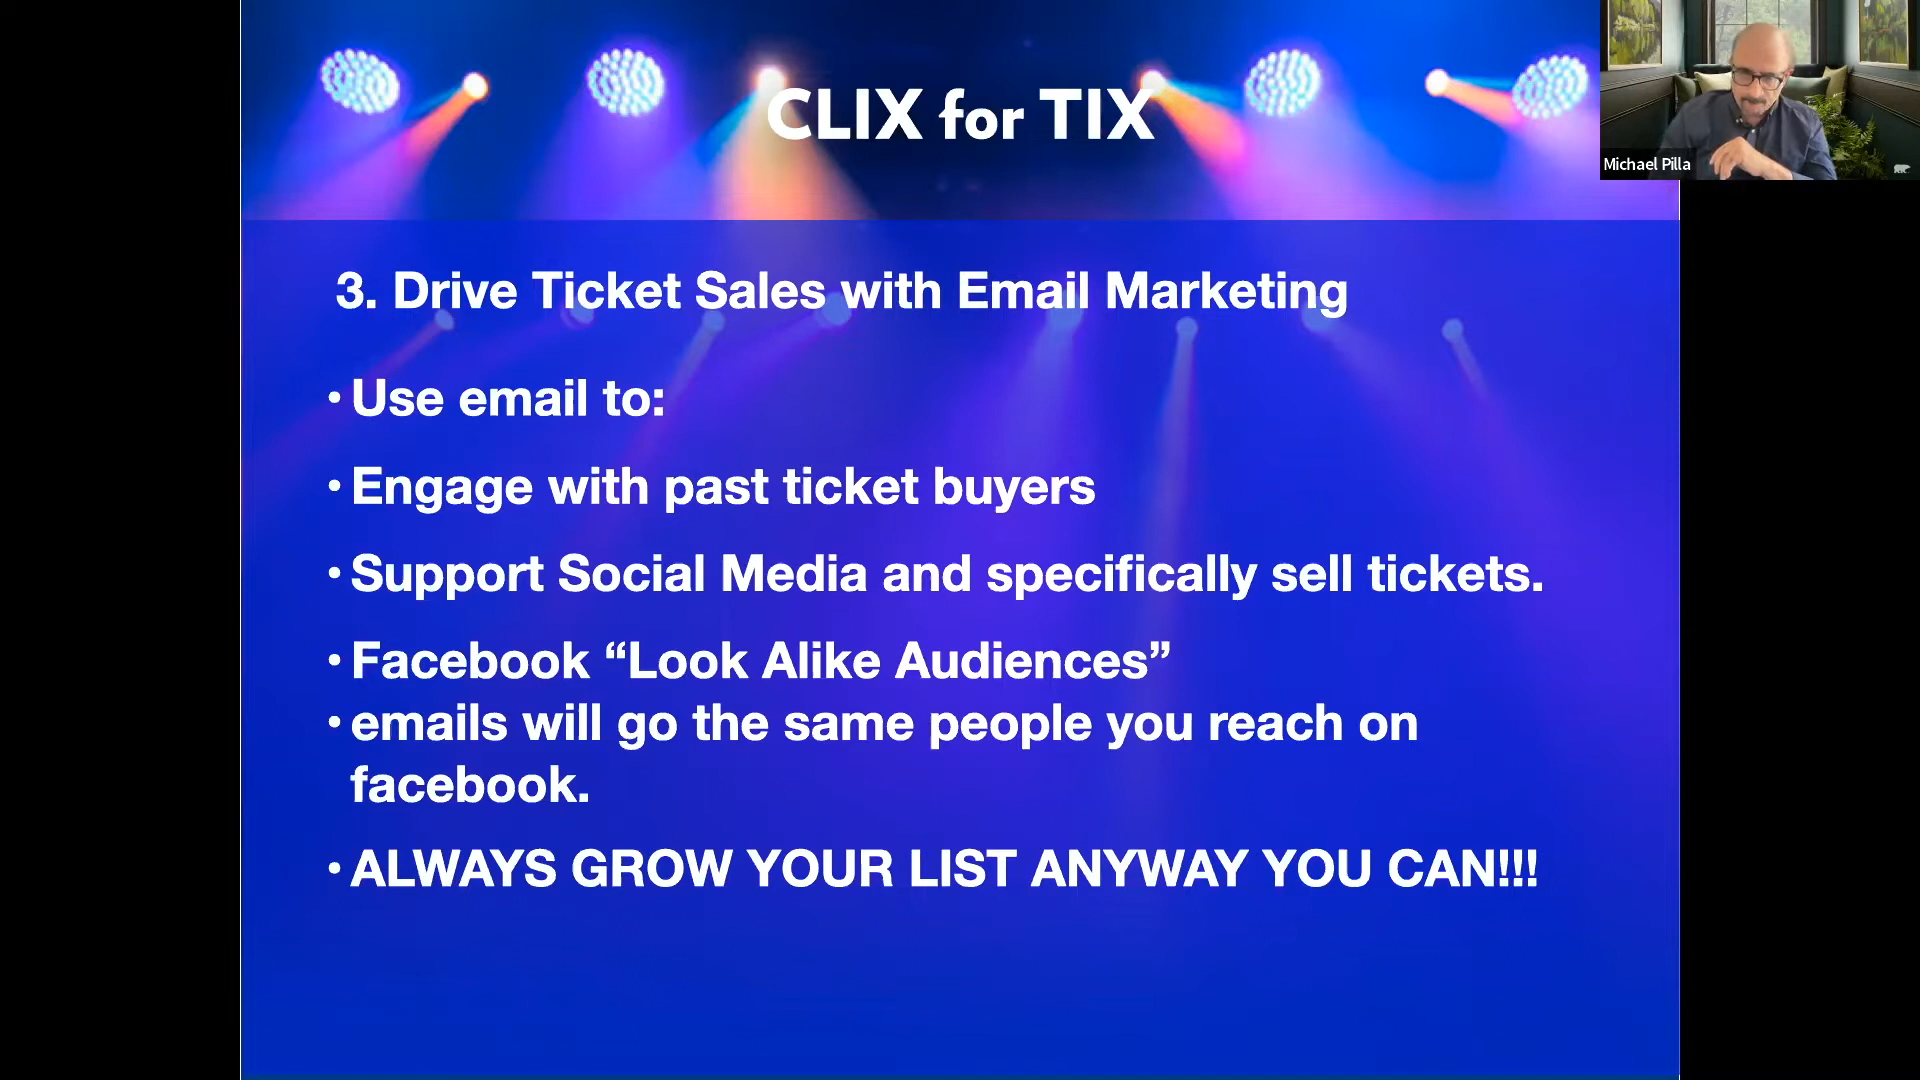 CLIX for TIX
Michael Pilla
3. Drive Ticket Sales with Email Marketing
• Use email to:
• Engage with past ticket buyers
• Support Social Media and specifically sell tickets.
• Facebook “Look Alike Audiences”
• emails will go the same people you reach on
facebook.
• ALWAYS GROW YOUR LIST ANYWAY YOU CAN!!!